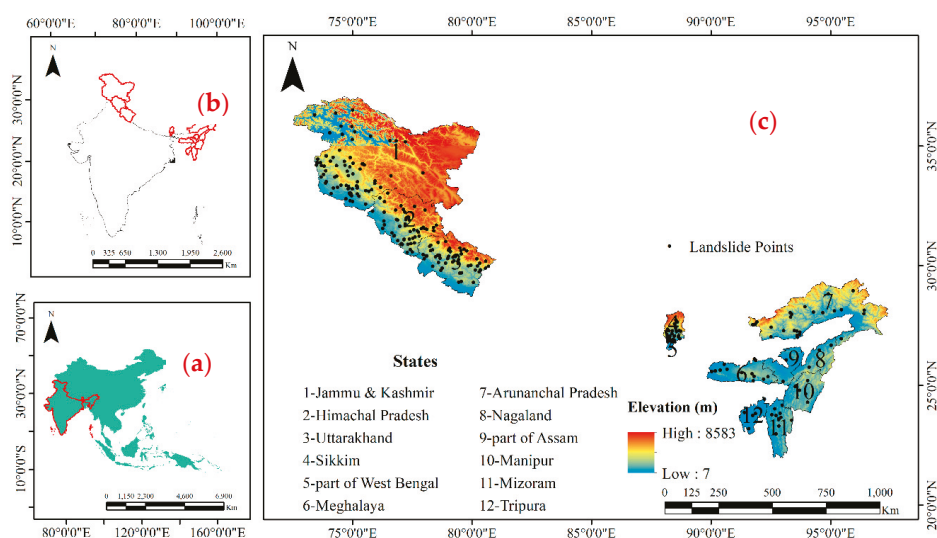 60°0'0"E 80°0'0"E 100°0'0"E
N
30°0'0"N
20°0'0"N
10°0'0"N
(b)
0 325 650 1,300 1,950 2,600
Km
N
70°0'0"N
30°0'0"N
10°0'0"S
(a)
0 1,150 2,300 4,600 6,900
Km
80°0'0"E 120°0'0"E 160°0'0"E
75°0'0"E 80°0'0"E 85°0'0"E 90°0'0"E 95°0'0"E
N
(c)
35°0'0"N
30°0'0"N
25°0'0"N
20°0'0"N
1
2
3
4
5
6
7
8
9
10
11
12
Landslide Points
States
1-Jammu & Kashmir
2-Himachal Pradesh
3-Uttarakhand
4-Sikkim
5-part of West Bengal
6-Meghalaya
7-Arunanchal Pradesh
8-Nagaland
9-part of Assam
10-Manipur
11-Mizoram
12-Tripura
Elevation (m)
High : 8583
Low : 7
0 125 250 500 750 1,000
Km
75°0'0"E 80°0'0"E 85°0'0"E 90°0'0"E 95°0'0"E